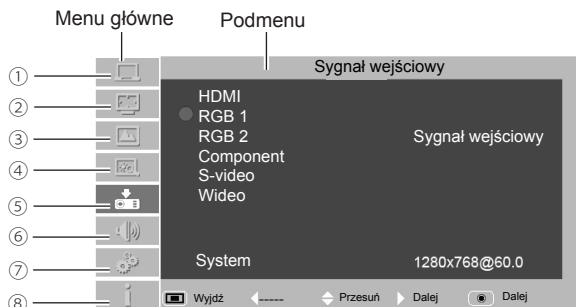 Menu główne Podmenu
Sygnał wejściowy
①
②
③
④
⑤
⑥
⑦
⑧
HDMI
RGB 1
RGB 2 Sygnał wejściowy
Component
S-video
Wideo
System 1280x768@60.0
Wyjdź ----- Przesuń Dalej Dalej